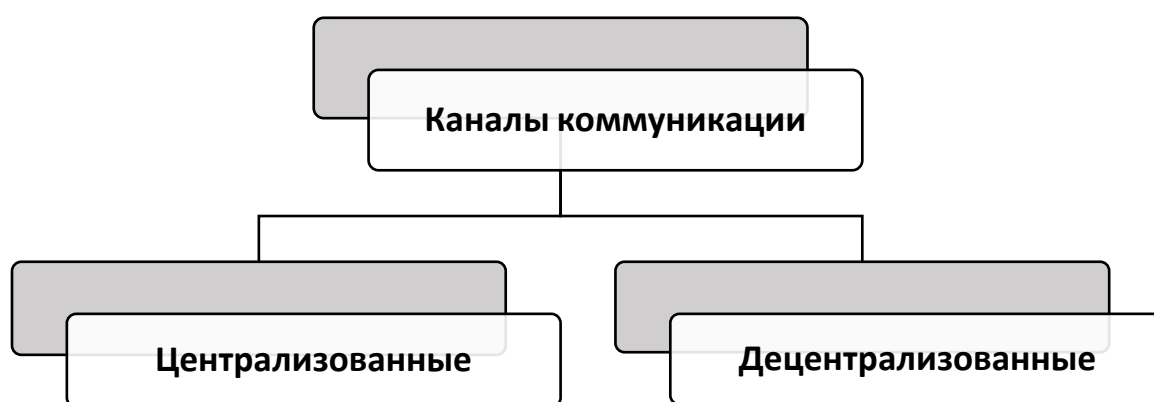 Каналы коммуникации
Централизованные
Децентрализованные